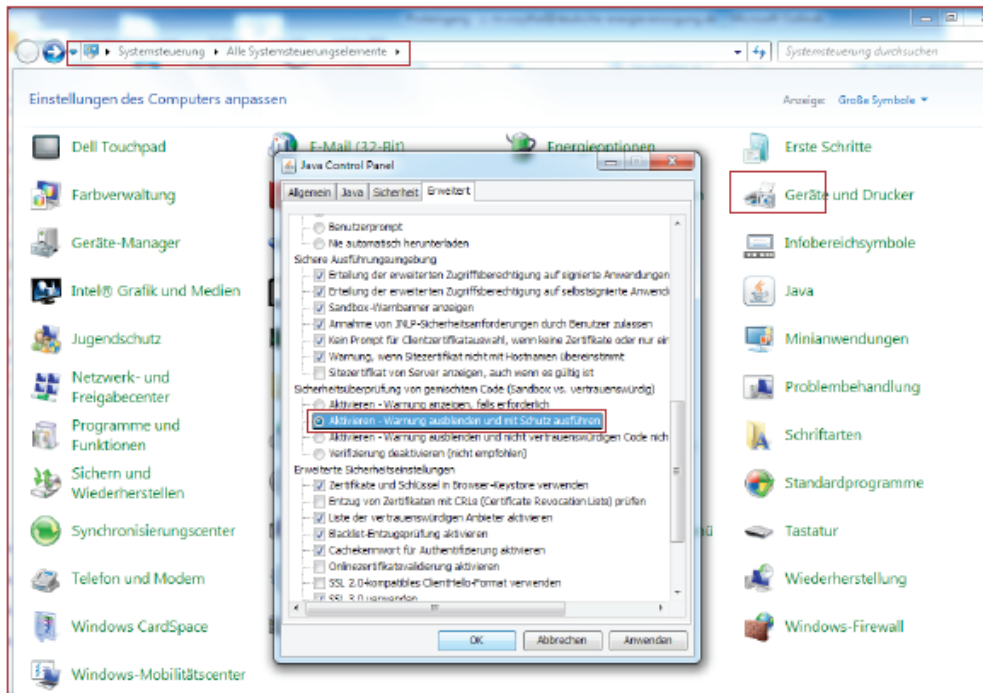 Systemsteuerung ▸ Alle Systemsteuerungselemente ▸
Systemsteuerung durchsuchen
Einstellungen des Computers anpassen
Anzeige: Große Symbole
Dell Touchpad
E-Mail (32-Bit)
Energieoptionen
Erste Schritte
Farbverwaltung
Geräte und Drucker
Geräte-Manager
Infobereichsymbole
Intel® Grafik und Medien
Java
Jugendschutz
Minianwendungen
Netzwerk- und
Freigabecenter
Problembehandlung
Programme und
Funktionen
Schriftarten
Sichern und
Wiederherstellen
Standardprogramme
Synchronisierungscenter
Tastatur
Telefon und Modem
Wiederherstellung
Windows CardSpace
Windows-Firewall
Windows-Mobilitätscenter
Java Control Panel
Allgemein
Java
Sicherheit
Erweitert
Benutzerprompt
Nie automatisch herunterladen
Sichere Ausführungsumgebung
Erteilung der erweiterten Zugriffsberechtigung auf signierte Anwendungen
Erteilung der erweiterten Zugriffsberechtigung auf selbstsignierte Anwend
Sandbox-Warnbanner anzeigen
Annahme von JNLP-Sicherheitsanforderungen durch Benutzer zulassen
Kein Prompt für Clientzertifikatauswahl, wenn keine Zertifikate oder nur ein
Warnung, wenn Sitezertifikat nicht mit Hostnamen übereinstimmt
Sitezertifikat von Server anzeigen, auch wenn es gültig ist
Sicherheitsüberprüfung von gemischtem Code (Sandbox vs. vertrauenswürdig)
Aktivieren - Warnung anzeigen, falls erforderlich
Aktivieren - Warnung ausblenden und mit Schutz ausführen
Aktivieren - Warnung ausblenden und nicht vertrauenswürdigen Code nich
Verifizierung deaktivieren (nicht empfohlen)
Erweiterte Sicherheitseinstellungen
Zertifikate und Schlüssel in Browser-Keystore verwenden
Entzug von Zertifikaten mit CRLs (Certificate Revocation Lists) prüfen
Liste der vertrauenswürdigen Anbieter aktivieren
Blacklist-Entzugsprüfung aktivieren
Cachekennwort für Authentifizierung aktivieren
Onlinezertifikatsvalidierung aktivieren
SSL 2.0-kompatibles ClientHello-Format verwenden
SSL 3.0 verwenden
OK
Abbrechen
Anwenden